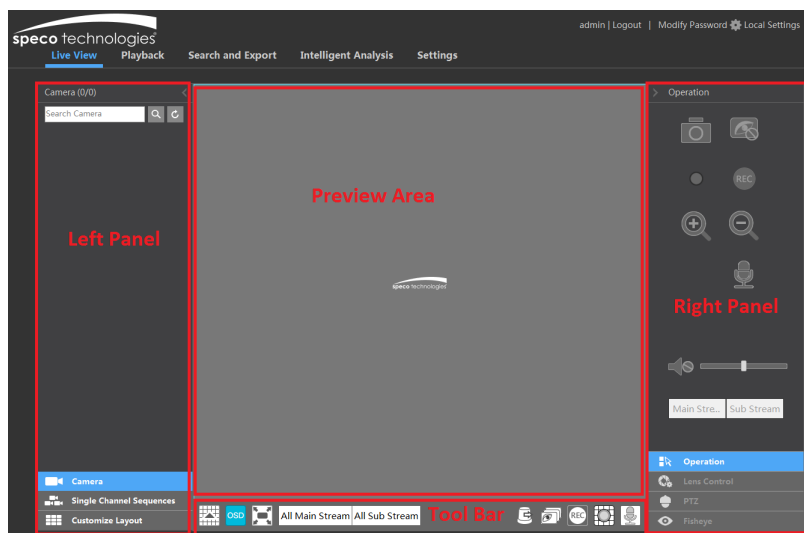 admin | Logout | Modify Password Local Settings
speco technologies
Live View Playback Search and Export Intelligent Analysis Settings
Camera (0/0)
Search Camera
Left Panel
Camera
Single Channel Sequences
Customize Layout
Preview Area
speco technologies
OSD
All Main Stream All Sub Stream
Tool Bar
REC
Operation
REC
Right Panel
Main Stre... Sub Stream
Operation
Lens Control
PTZ
Fisheye